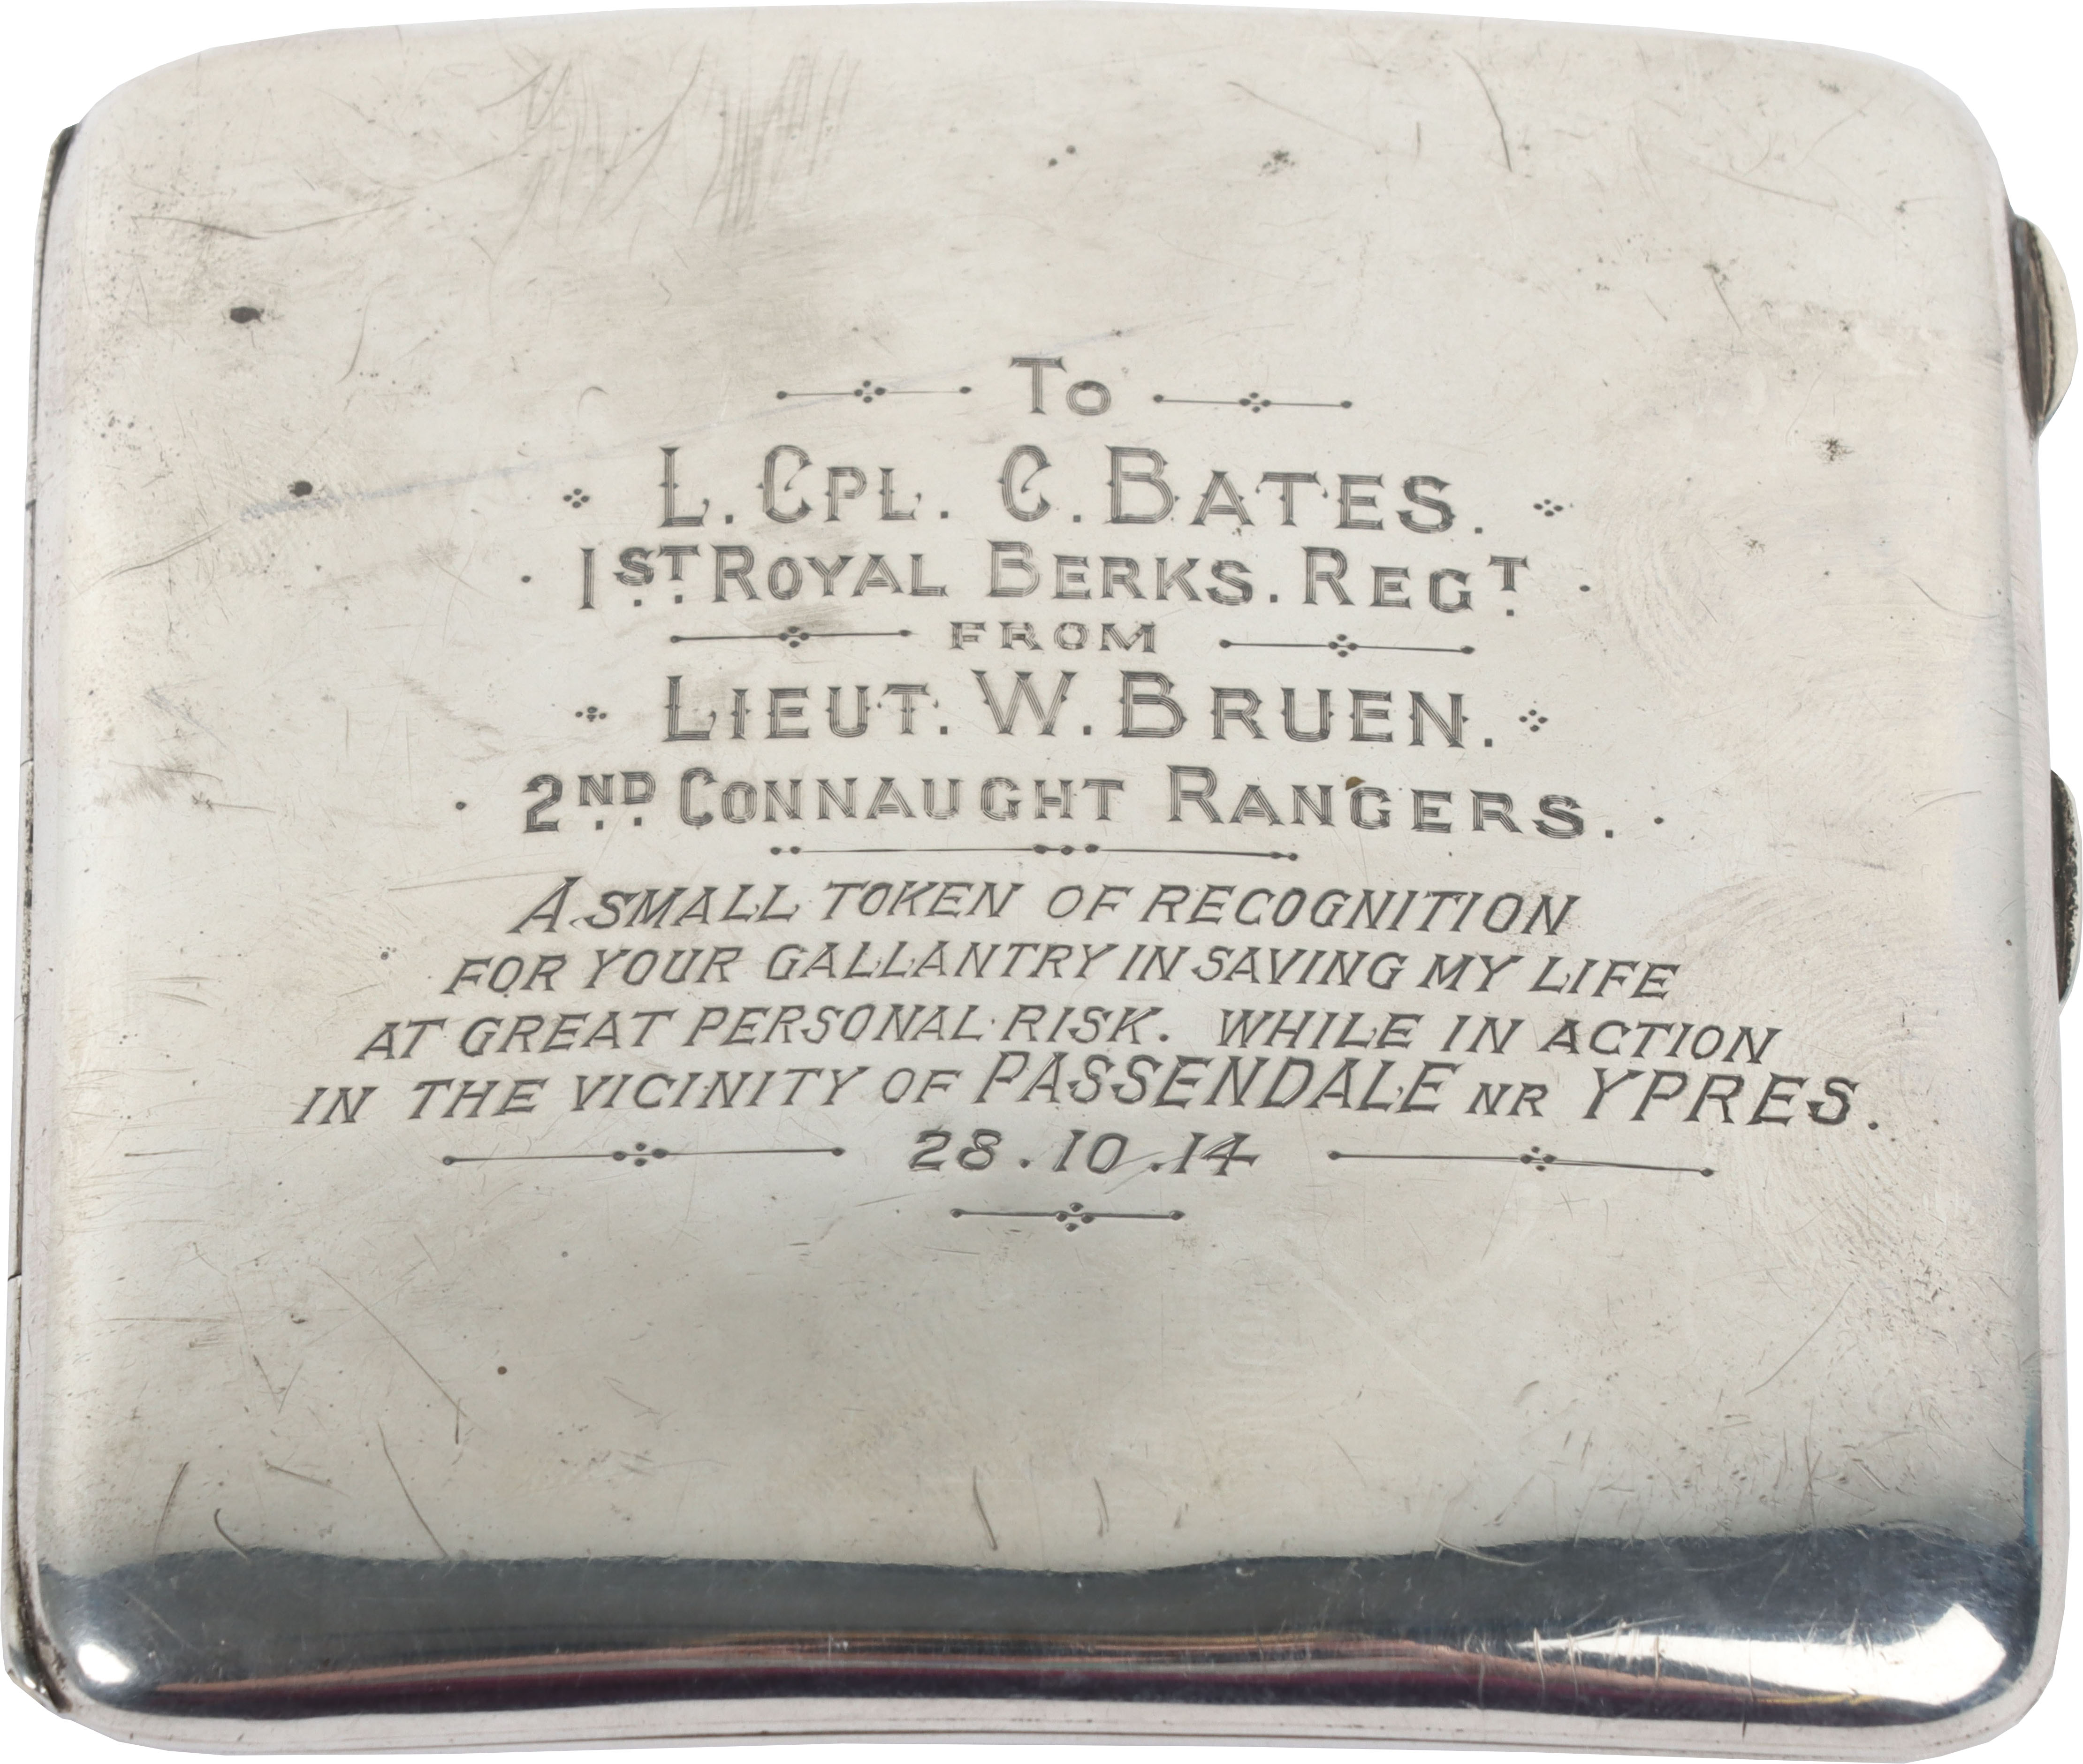 To
L. CPL. C. BATES.
1ST ROYAL BERKS. REGT
FROM
LIEUT. W. BRUEN.
2ND CONNAUGHT RANGERS.
A SMALL TOKEN OF RECOGNITION
FOR YOUR GALLANTRY IN SAVING MY LIFE
AT GREAT PERSONAL RISK. WHILE IN ACTION
IN THE VICINITY OF PASSENDALE NR YPRES.
28.10.14